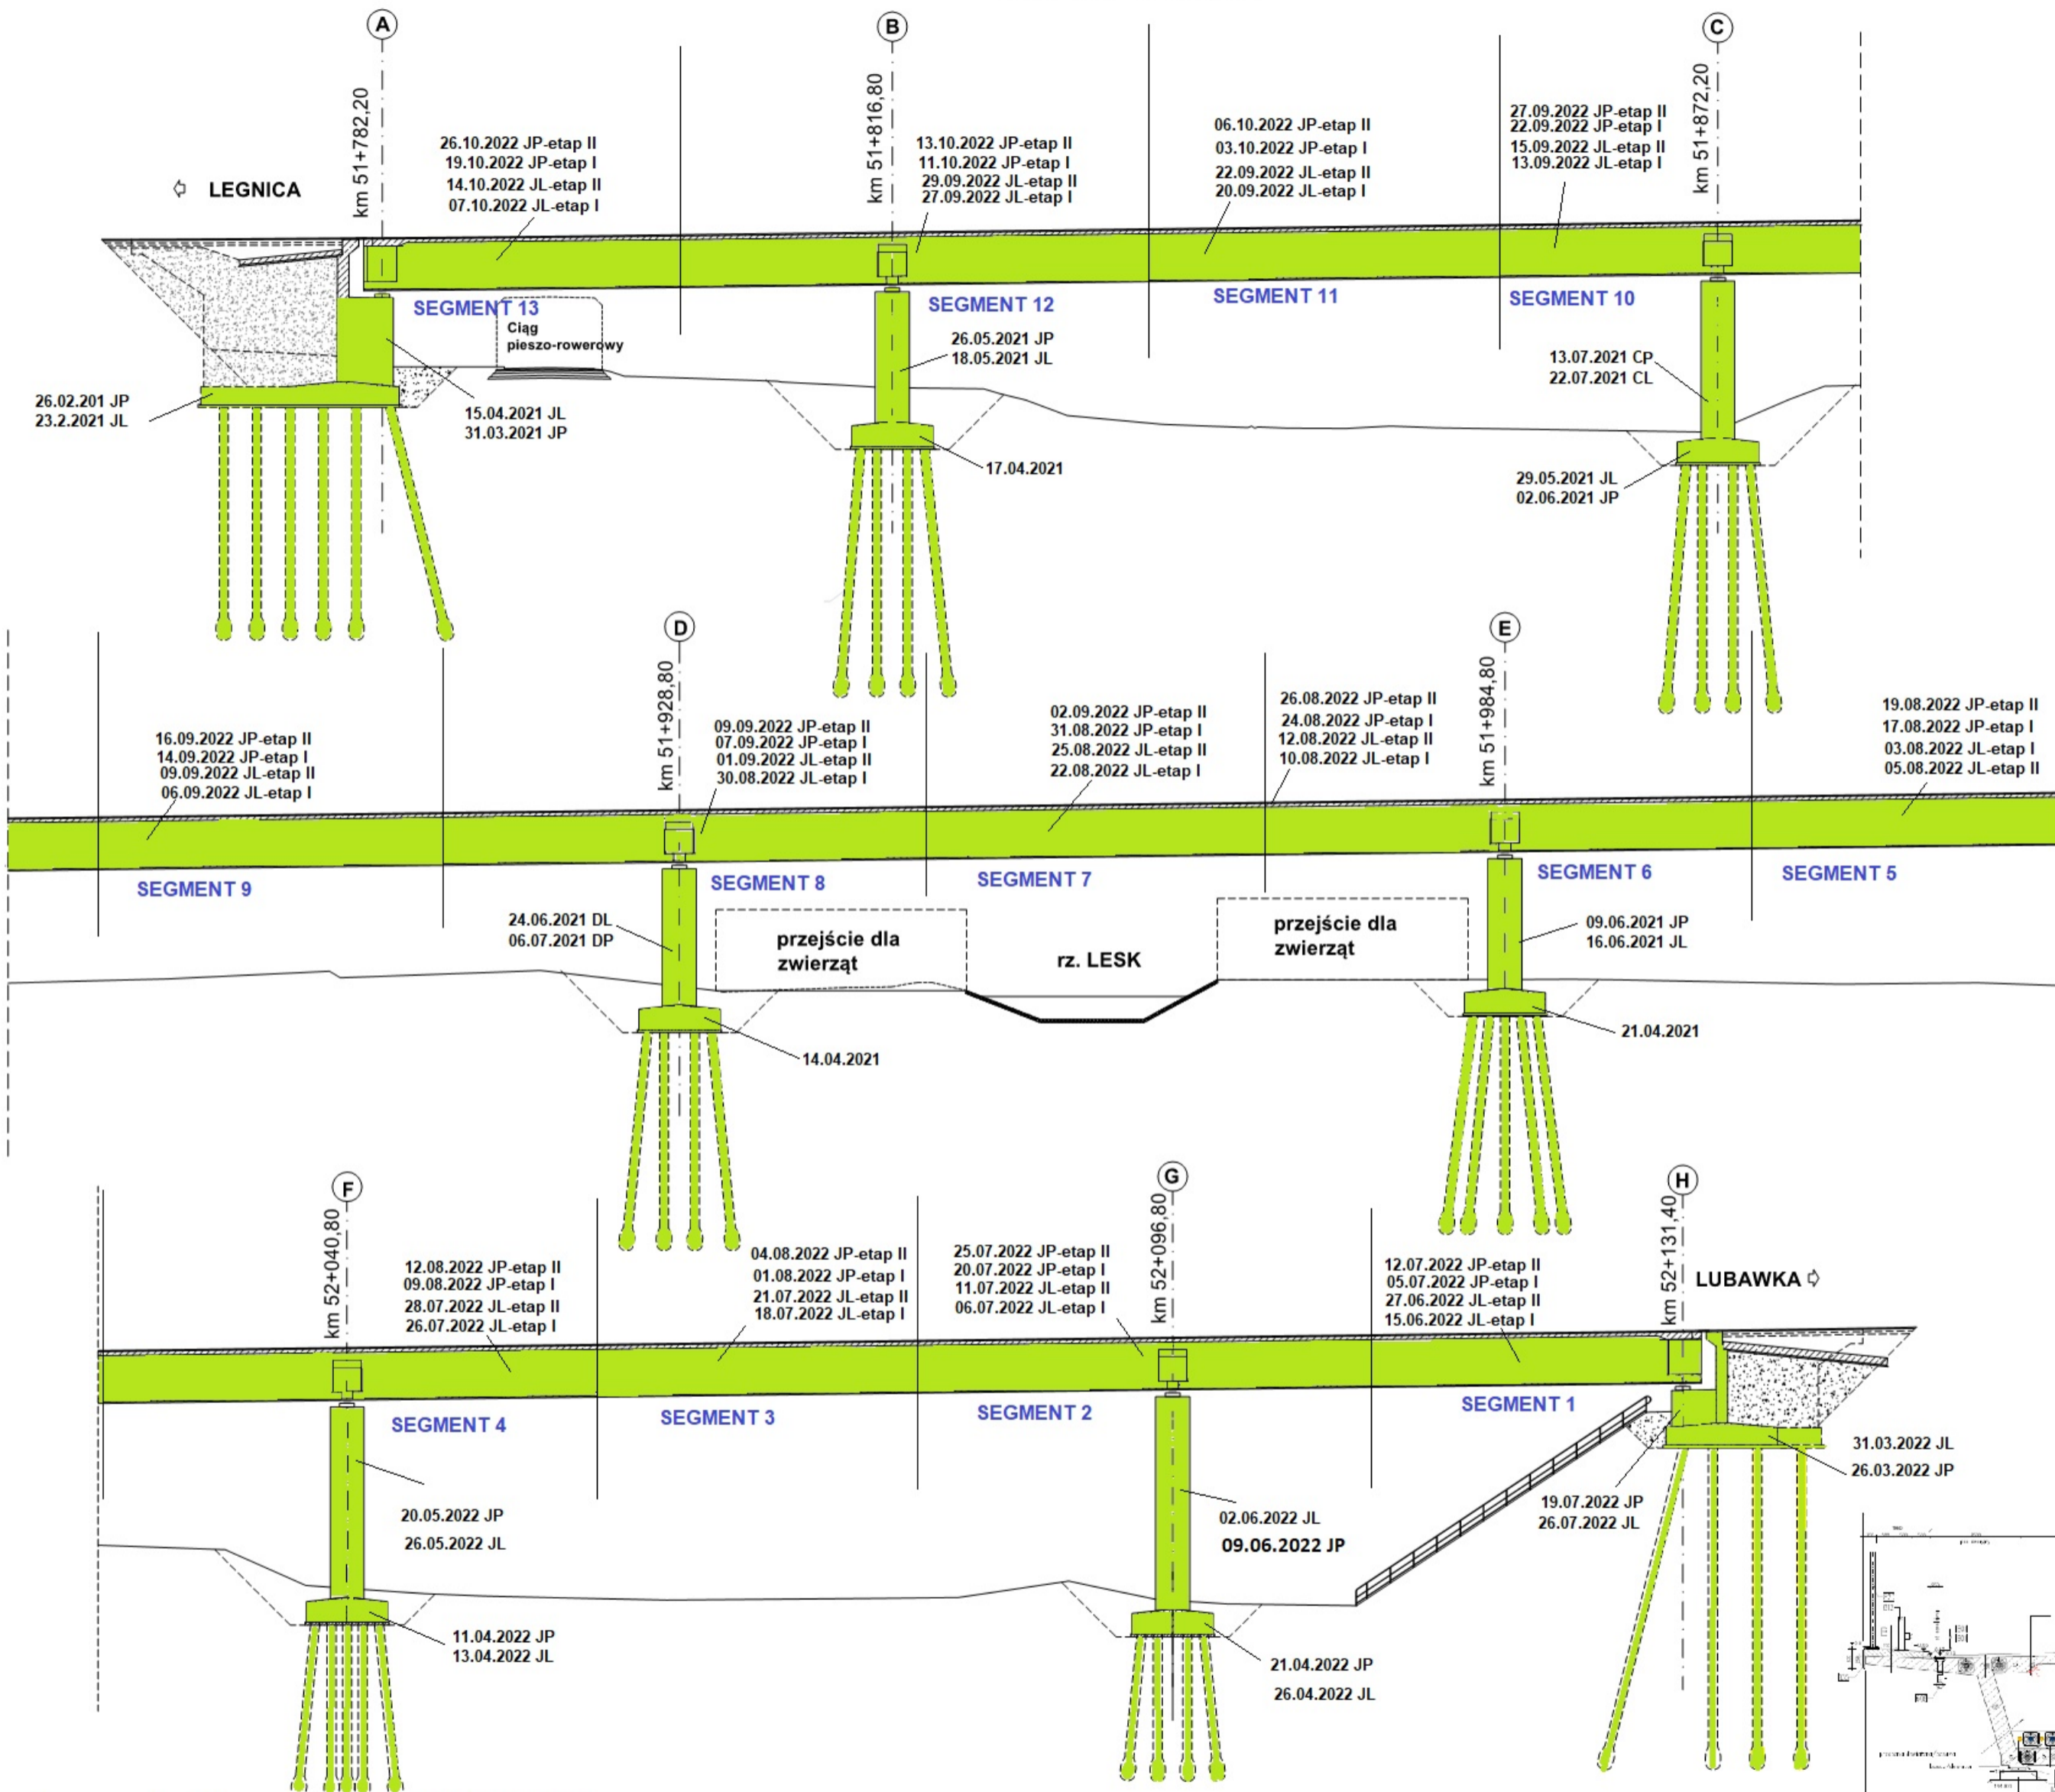 A
B
C
km 51+782,20
km 51+816,80
km 51+872,20
⇦ LEGNICA
26.10.2022 JP-etap II
19.10.2022 JP-etap I
14.10.2022 JL-etap II
07.10.2022 JL-etap I
13.10.2022 JP-etap II
11.10.2022 JP-etap I
29.09.2022 JL-etap II
27.09.2022 JL-etap I
06.10.2022 JP-etap II
03.10.2022 JP-etap I
22.09.2022 JL-etap II
20.09.2022 JL-etap I
27.09.2022 JP-etap II
22.09.2022 JP-etap I
15.09.2022 JL-etap II
13.09.2022 JL-etap I
SEGMENT 13
SEGMENT 12
SEGMENT 11
SEGMENT 10
Ciąg
pieszo-rowerowy
26.05.2021 JP
18.05.2021 JL
13.07.2021 CP
22.07.2021 CL
26.02.201 JP
23.2.2021 JL
15.04.2021 JL
31.03.2021 JP
17.04.2021
29.05.2021 JL
02.06.2021 JP
D
E
km 51+928,80
km 51+984,80
16.09.2022 JP-etap II
14.09.2022 JP-etap I
09.09.2022 JL-etap II
06.09.2022 JL-etap I
09.09.2022 JP-etap II
07.09.2022 JP-etap I
01.09.2022 JL-etap II
30.08.2022 JL-etap I
02.09.2022 JP-etap II
31.08.2022 JP-etap I
25.08.2022 JL-etap II
22.08.2022 JL-etap I
26.08.2022 JP-etap II
24.08.2022 JP-etap I
12.08.2022 JL-etap II
10.08.2022 JL-etap I
19.08.2022 JP-etap II
17.08.2022 JP-etap I
03.08.2022 JL-etap I
05.08.2022 JL-etap II
SEGMENT 9
SEGMENT 8
SEGMENT 7
SEGMENT 6
SEGMENT 5
24.06.2021 DL
06.07.2021 DP
przejście dla
zwierząt
rz. LESK
przejście dla
zwierząt
09.06.2021 JP
16.06.2021 JL
14.04.2021
21.04.2021
F
G
H
km 52+040,80
km 52+096,80
km 52+131,40
12.08.2022 JP-etap II
09.08.2022 JP-etap I
28.07.2022 JL-etap II
26.07.2022 JL-etap I
04.08.2022 JP-etap II
01.08.2022 JP-etap I
21.07.2022 JL-etap II
18.07.2022 JL-etap I
25.07.2022 JP-etap II
20.07.2022 JP-etap I
11.07.2022 JL-etap II
06.07.2022 JL-etap I
12.07.2022 JP-etap II
05.07.2022 JP-etap I
27.06.2022 JL-etap II
15.06.2022 JL-etap I
LUBAWKA ⇨
SEGMENT 4
SEGMENT 3
SEGMENT 2
SEGMENT 1
20.05.2022 JP
26.05.2022 JL
02.06.2022 JL
09.06.2022 JP
19.07.2022 JP
26.07.2022 JL
31.03.2022 JL
26.03.2022 JP
11.04.2022 JP
13.04.2022 JL
21.04.2022 JP
26.04.2022 JL